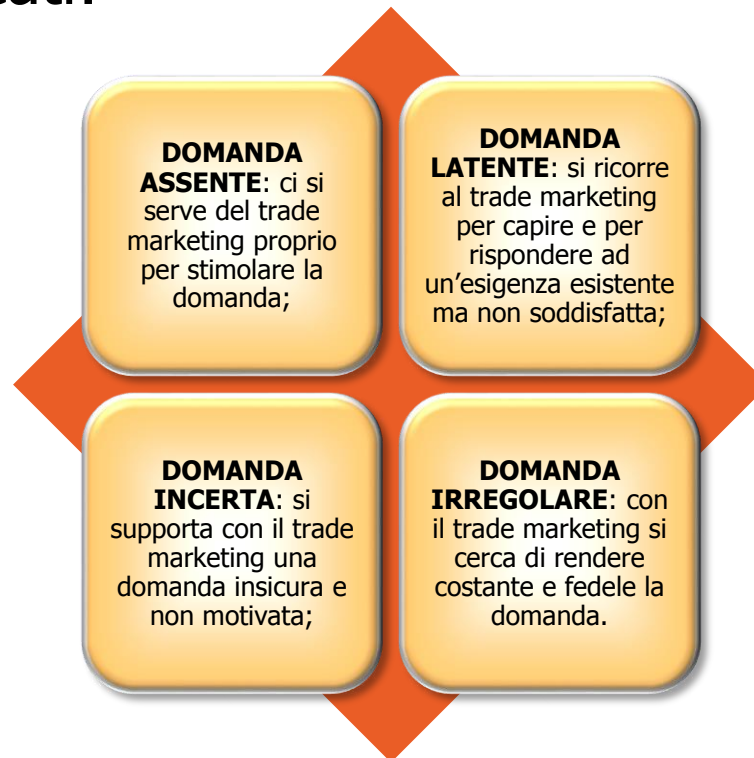 DOMANDA
ASSENTE: ci si
serve del trade
marketing proprio
per stimolare la
domanda;
DOMANDA
LATENTE: si ricorre
al trade marketing
per capire e per
rispondere ad
un’esigenza esistente
ma non soddisfatta;
DOMANDA
INCERTA: si
supporta con il trade
marketing una
domanda insicura e
non motivata;
DOMANDA
IRREGOLARE: con
il trade marketing si
cerca di rendere
costante e fedele la
domanda.